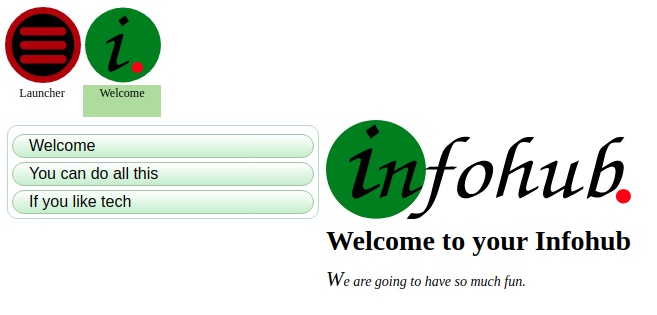 i.
Launcher
Welcome
Welcome
You can do all this
If you like tech
infohub.
Welcome to your Infohub
We are going to have so much fun.